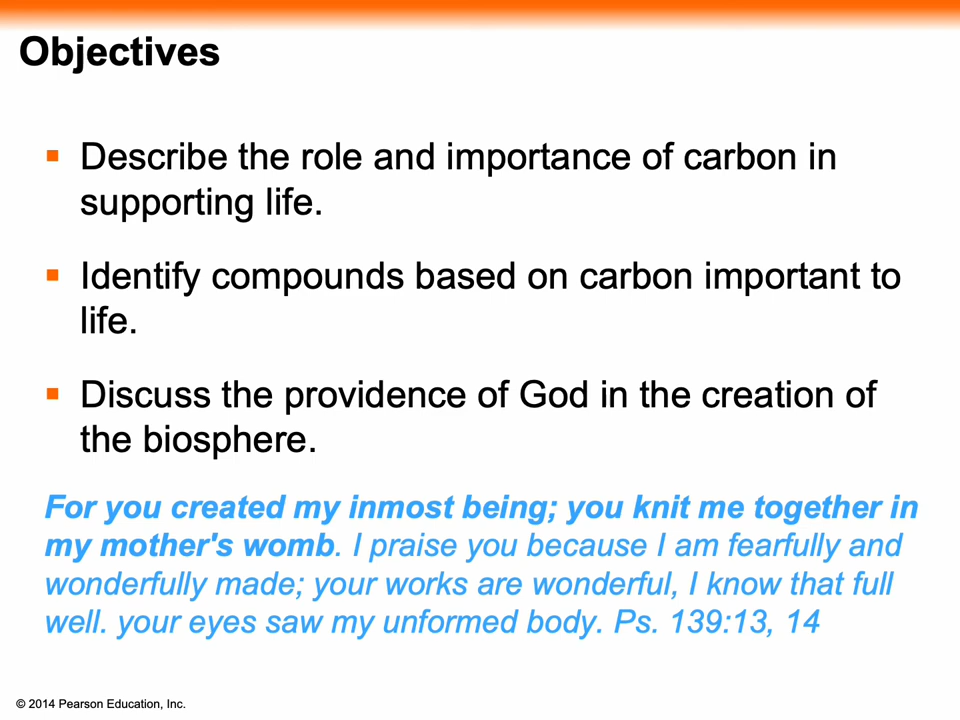 Objectives
▪ Describe the role and importance of carbon in
supporting life.
▪ Identify compounds based on carbon important to
life.
▪ Discuss the providence of God in the creation of
the biosphere.
For you created my inmost being; you knit me together in
my mother's womb. I praise you because I am fearfully and
wonderfully made; your works are wonderful, I know that full
well. your eyes saw my unformed body. Ps. 139:13, 14
© 2014 Pearson Education, Inc.